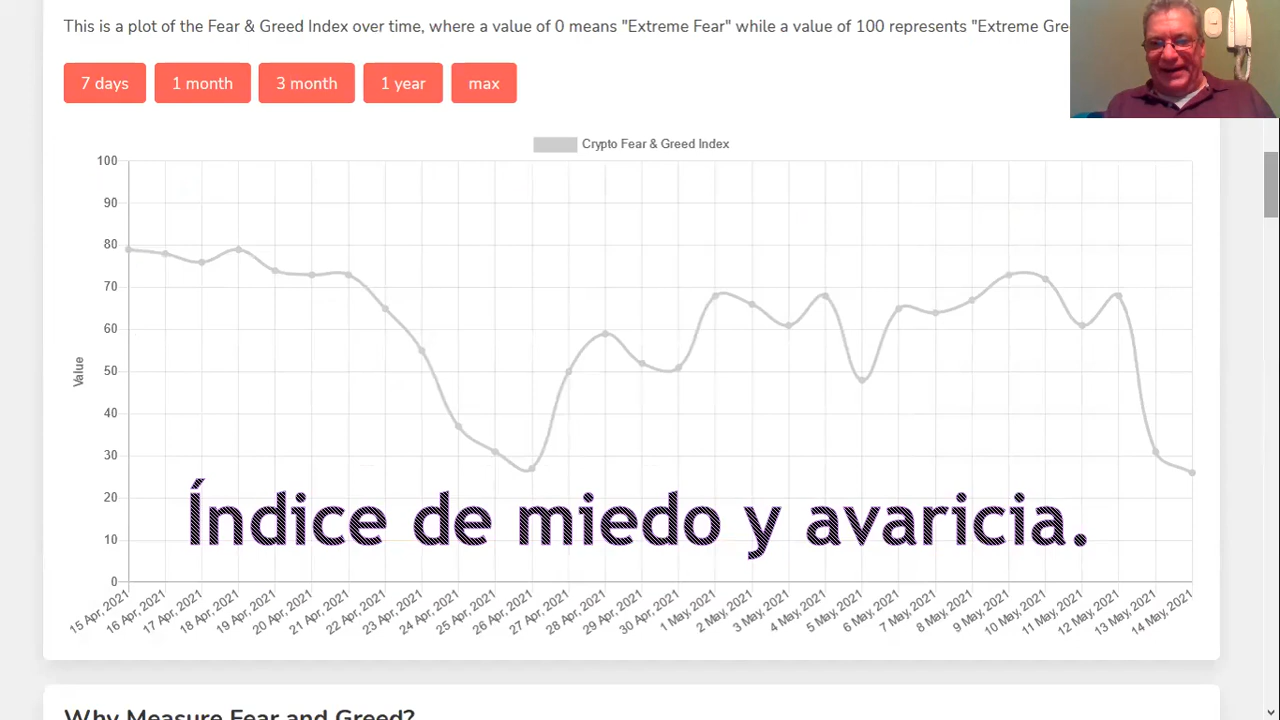 This is a plot of the Fear & Greed Index over time, where a value of 0 means "Extreme Fear" while a value of 100 represents "Extreme Gre
7 days
1 month
3 month
1 year
max
Crypto Fear & Greed Index
100
90
80
70
60
50
40
30
20
10
0
Value
Índice de miedo y avaricia.
15 Apr, 2021
16 Apr, 2021
17 Apr, 2021
18 Apr, 2021
19 Apr, 2021
20 Apr, 2021
21 Apr, 2021
22 Apr, 2021
23 Apr, 2021
24 Apr, 2021
25 Apr, 2021
26 Apr, 2021
27 Apr, 2021
28 Apr, 2021
29 Apr, 2021
30 Apr, 2021
1 May, 2021
2 May, 2021
3 May, 2021
4 May, 2021
5 May, 2021
6 May, 2021
7 May, 2021
8 May, 2021
9 May, 2021
10 May, 2021
11 May, 2021
12 May, 2021
13 May, 2021
14 May, 2021
Why Measure Fear and Greed?